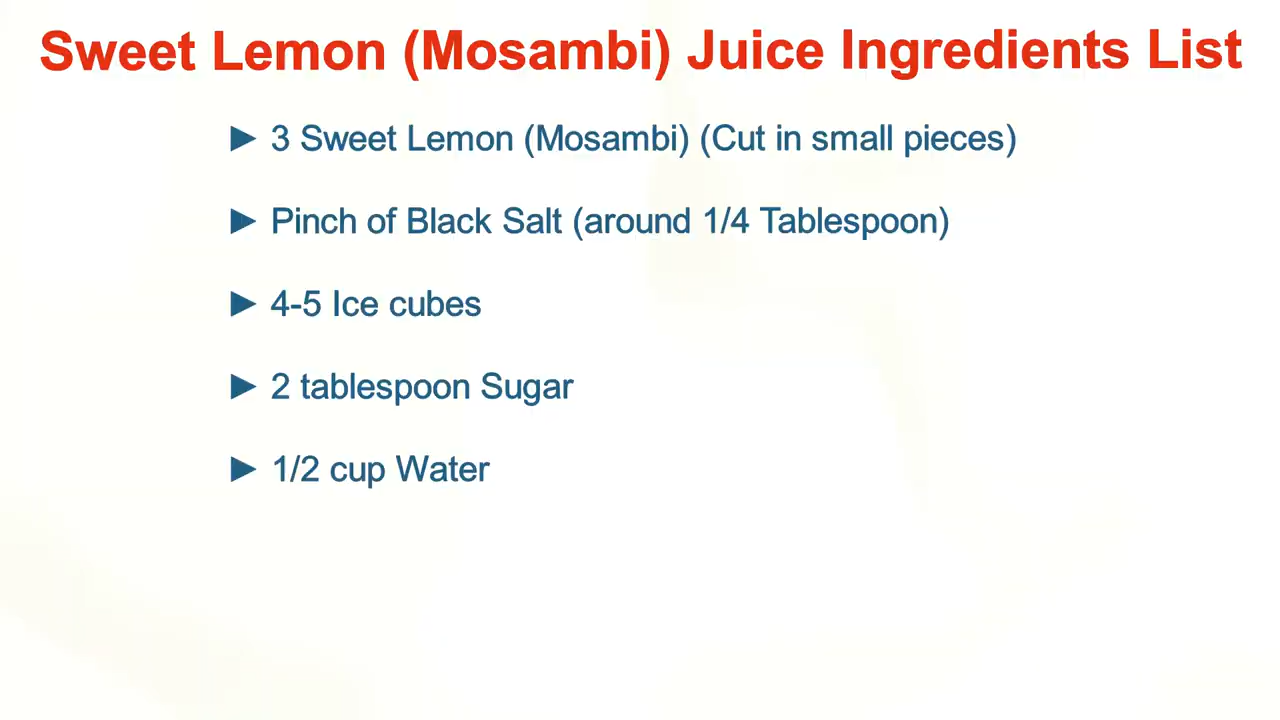 Sweet Lemon (Mosambi) Juice Ingredients List
► 3 Sweet Lemon (Mosambi) (Cut in small pieces)
► Pinch of Black Salt (around 1/4 Tablespoon)
► 4-5 Ice cubes
► 2 tablespoon Sugar
► 1/2 cup Water